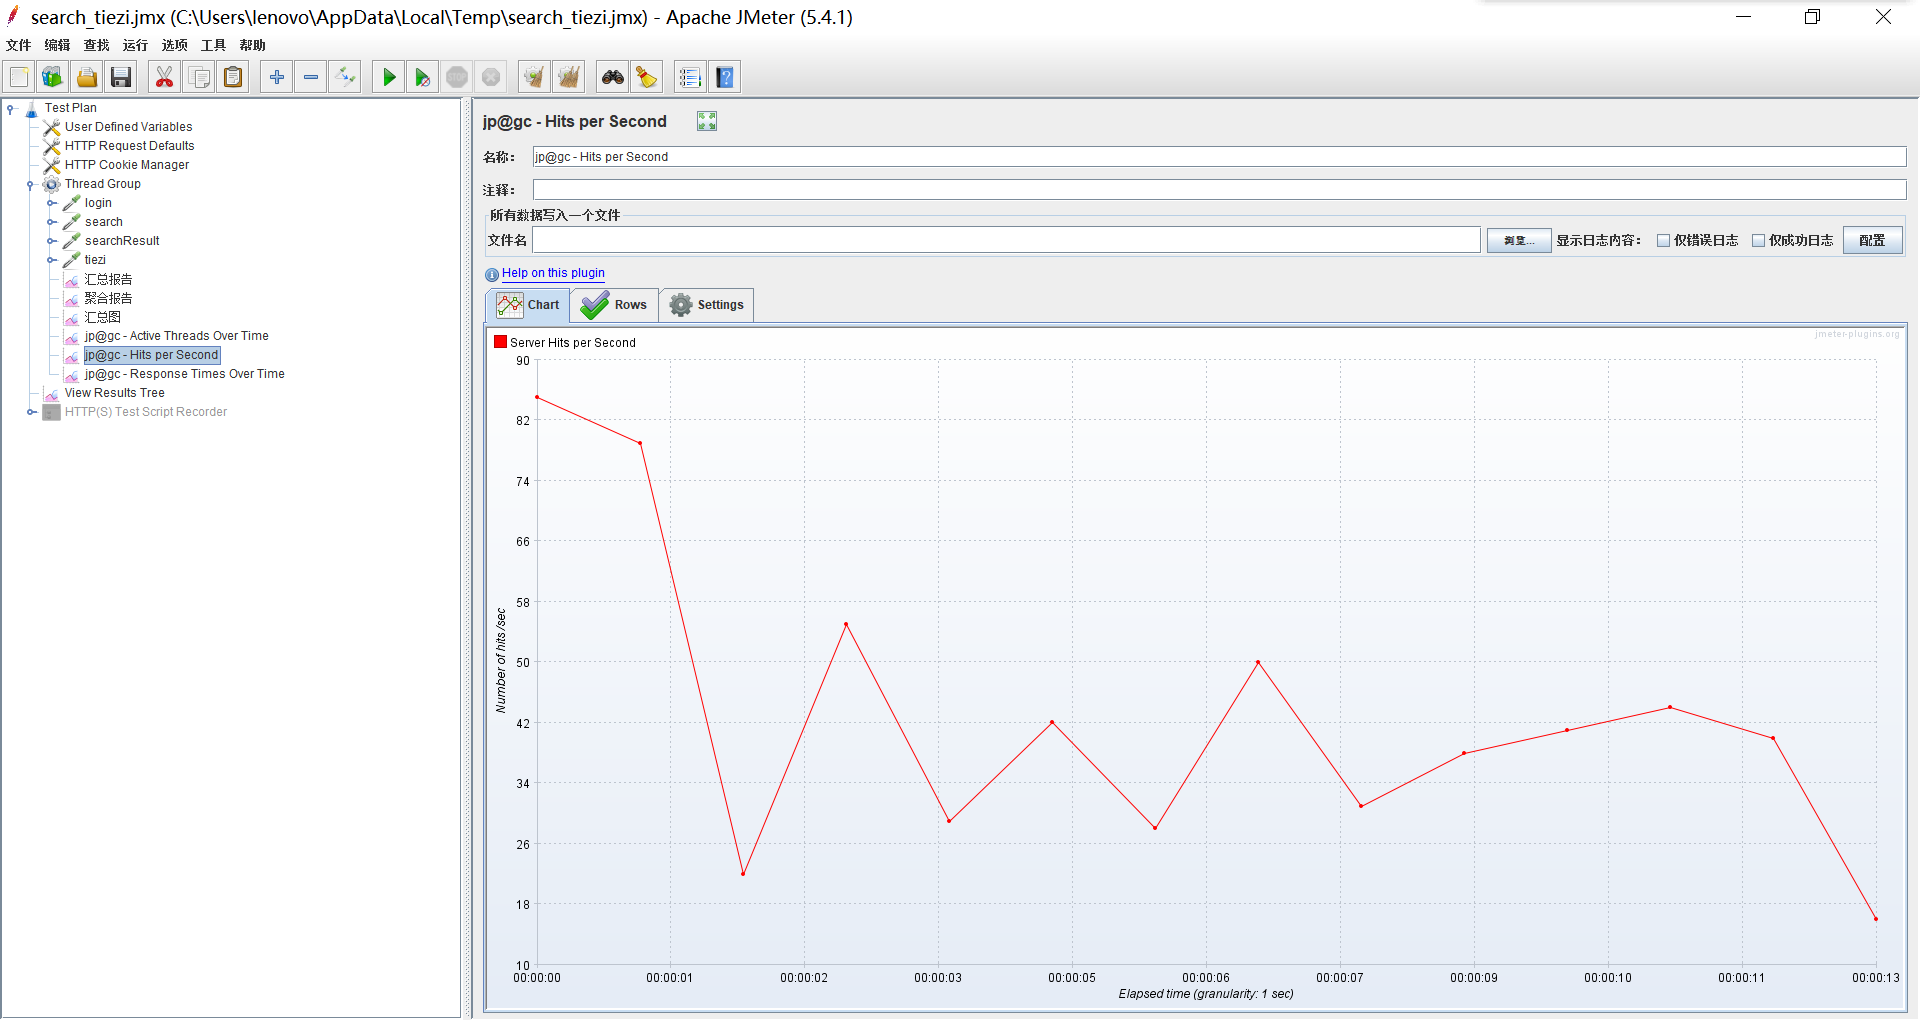 search_tiezi.jmx (C:\Users\lenovo\AppData\Local\Temp\search_tiezi.jmx) - Apache JMeter (5.4.1)
文件 编辑 查找 运行 选项 工具 帮助
STOP
Test Plan
User Defined Variables
HTTP Request Defaults
HTTP Cookie Manager
Thread Group
login
search
searchResult
tiezi
汇总报告
聚合报告
汇总图
jp@gc - Active Threads Over Time
jp@gc - Hits per Second
jp@gc - Response Times Over Time
View Results Tree
HTTP(S) Test Script Recorder
jp@gc - Hits per Second
名称： jp@gc - Hits per Second
注释：
所有数据写入一个文件
文件名 浏览... 显示日志内容： 仅错误日志 仅成功日志 配置
Help on this plugin
Chart Rows Settings
Server Hits per Second
jmeter-plugins.org
90
82
74
66
58
50
42
34
26
18
10
Number of hits /sec
00:00:00 00:00:01 00:00:02 00:00:03 00:00:05 00:00:06 00:00:07 00:00:09 00:00:10 00:00:11 00:00:13
Elapsed time (granularity: 1 sec)